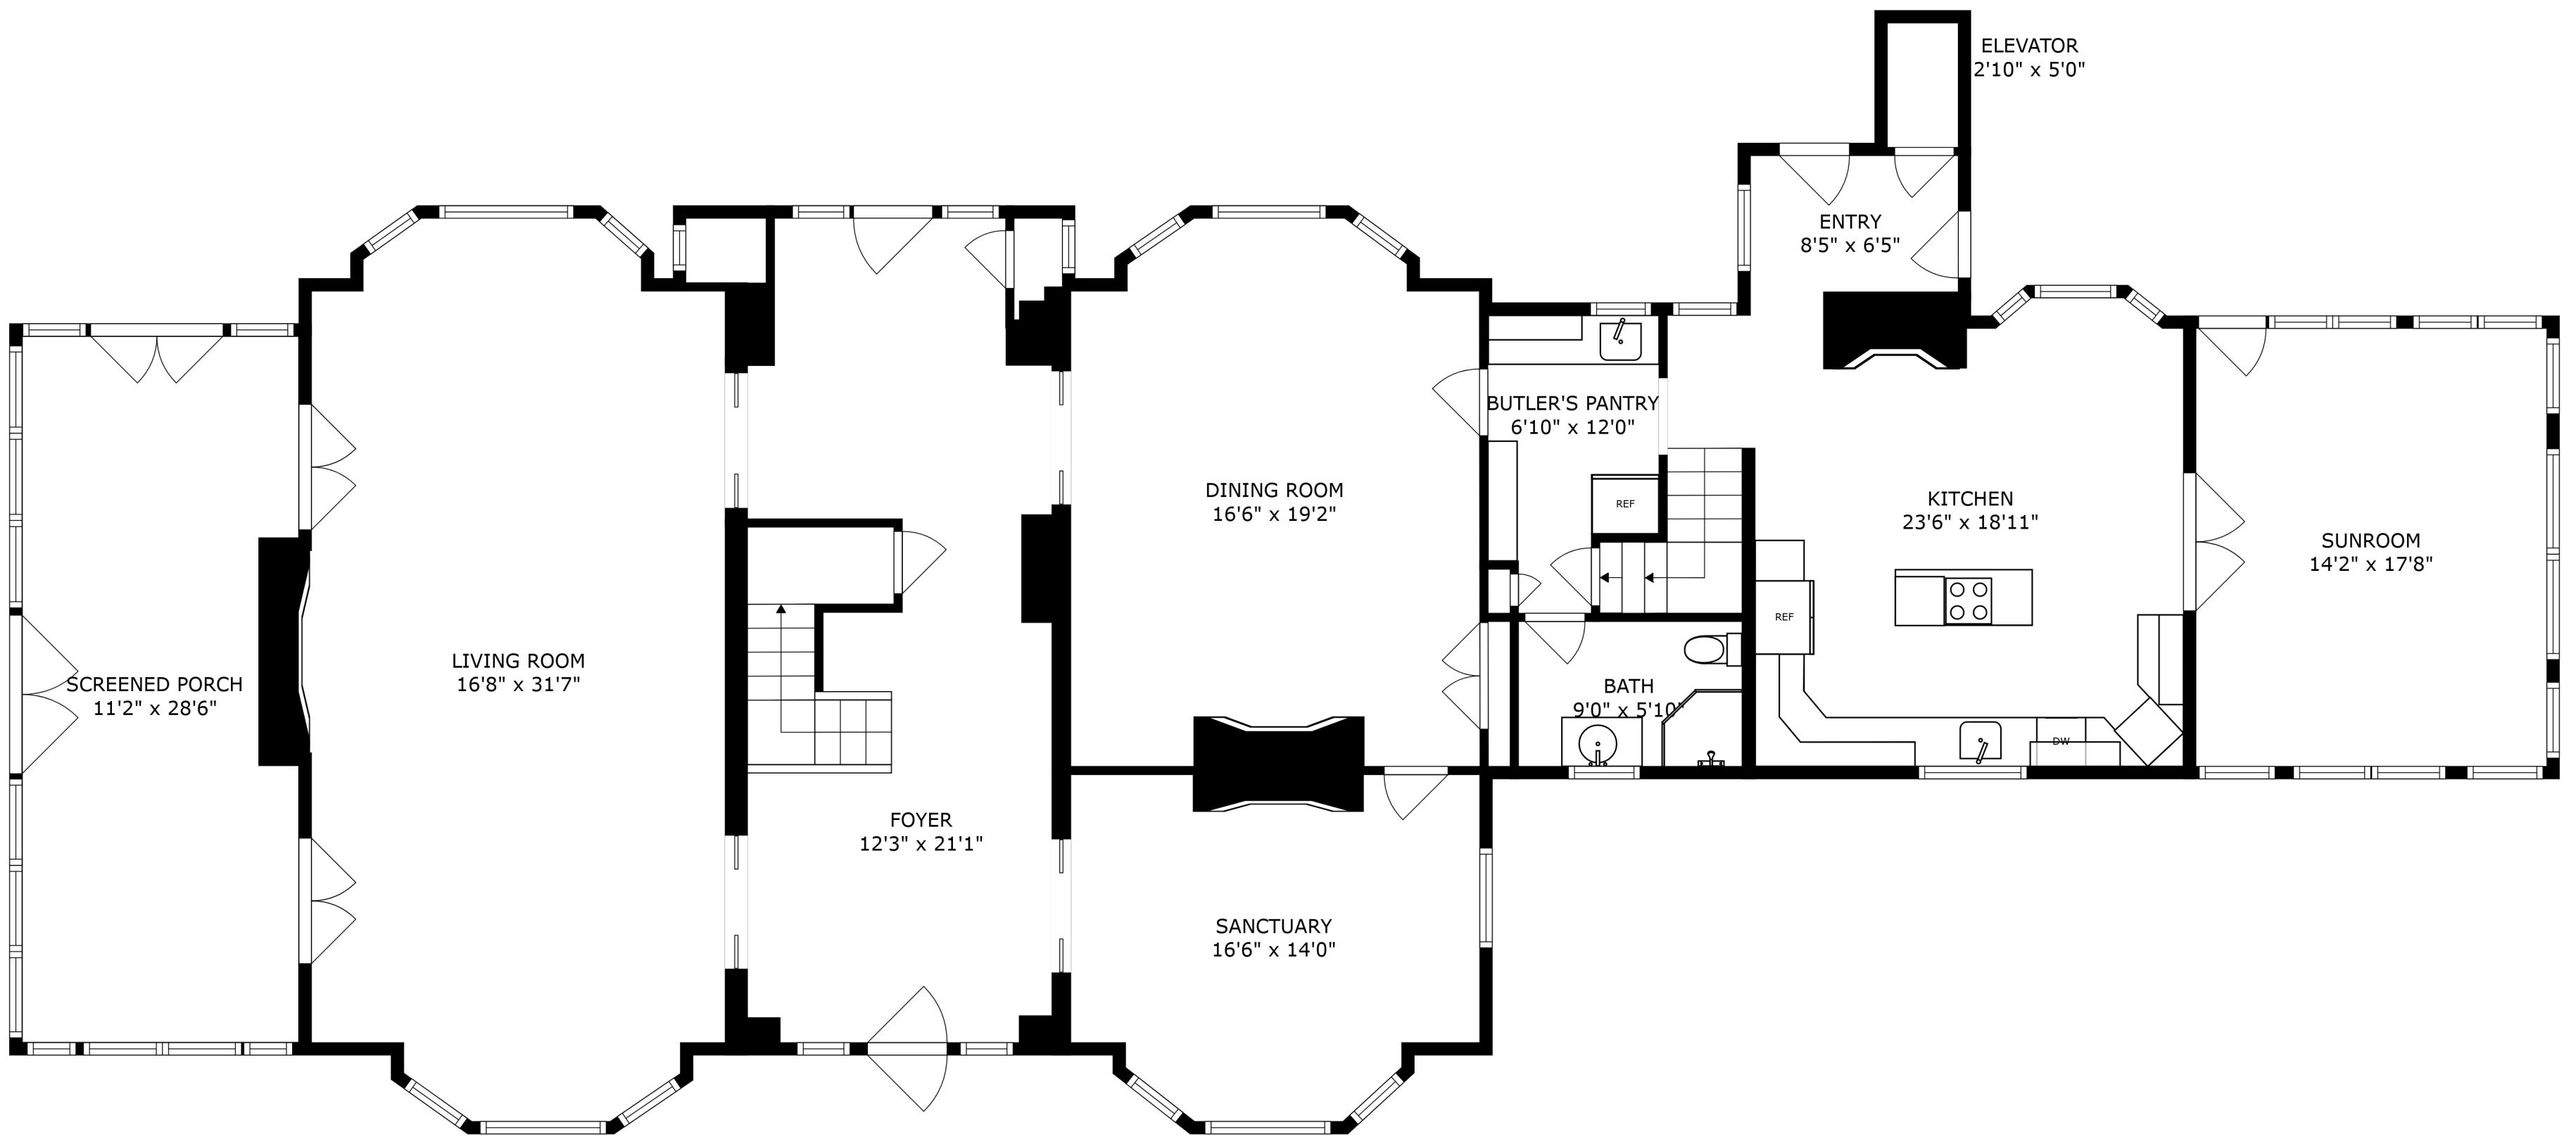 ELEVATOR
2'10" x 5'0"
ENTRY
8'5" x 6'5"
BUTLER'S PANTRY
6'10" x 12'0"
REF
DINING ROOM
16'6" x 19'2"
KITCHEN
23'6" x 18'11"
SUNROOM
14'2" x 17'8"
REF
LIVING ROOM
16'8" x 31'7"
SCREENED PORCH
11'2" x 28'6"
BATH
9'0" x 5'10"
DW
FOYER
12'3" x 21'1"
SANCTUARY
16'6" x 14'0"